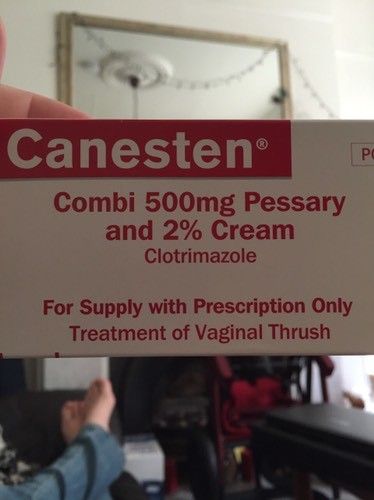 Canesten®
Combi 500mg Pessary
and 2% Cream
Clotrimazole
For Supply with Prescription Only
Treatment of Vaginal Thrush